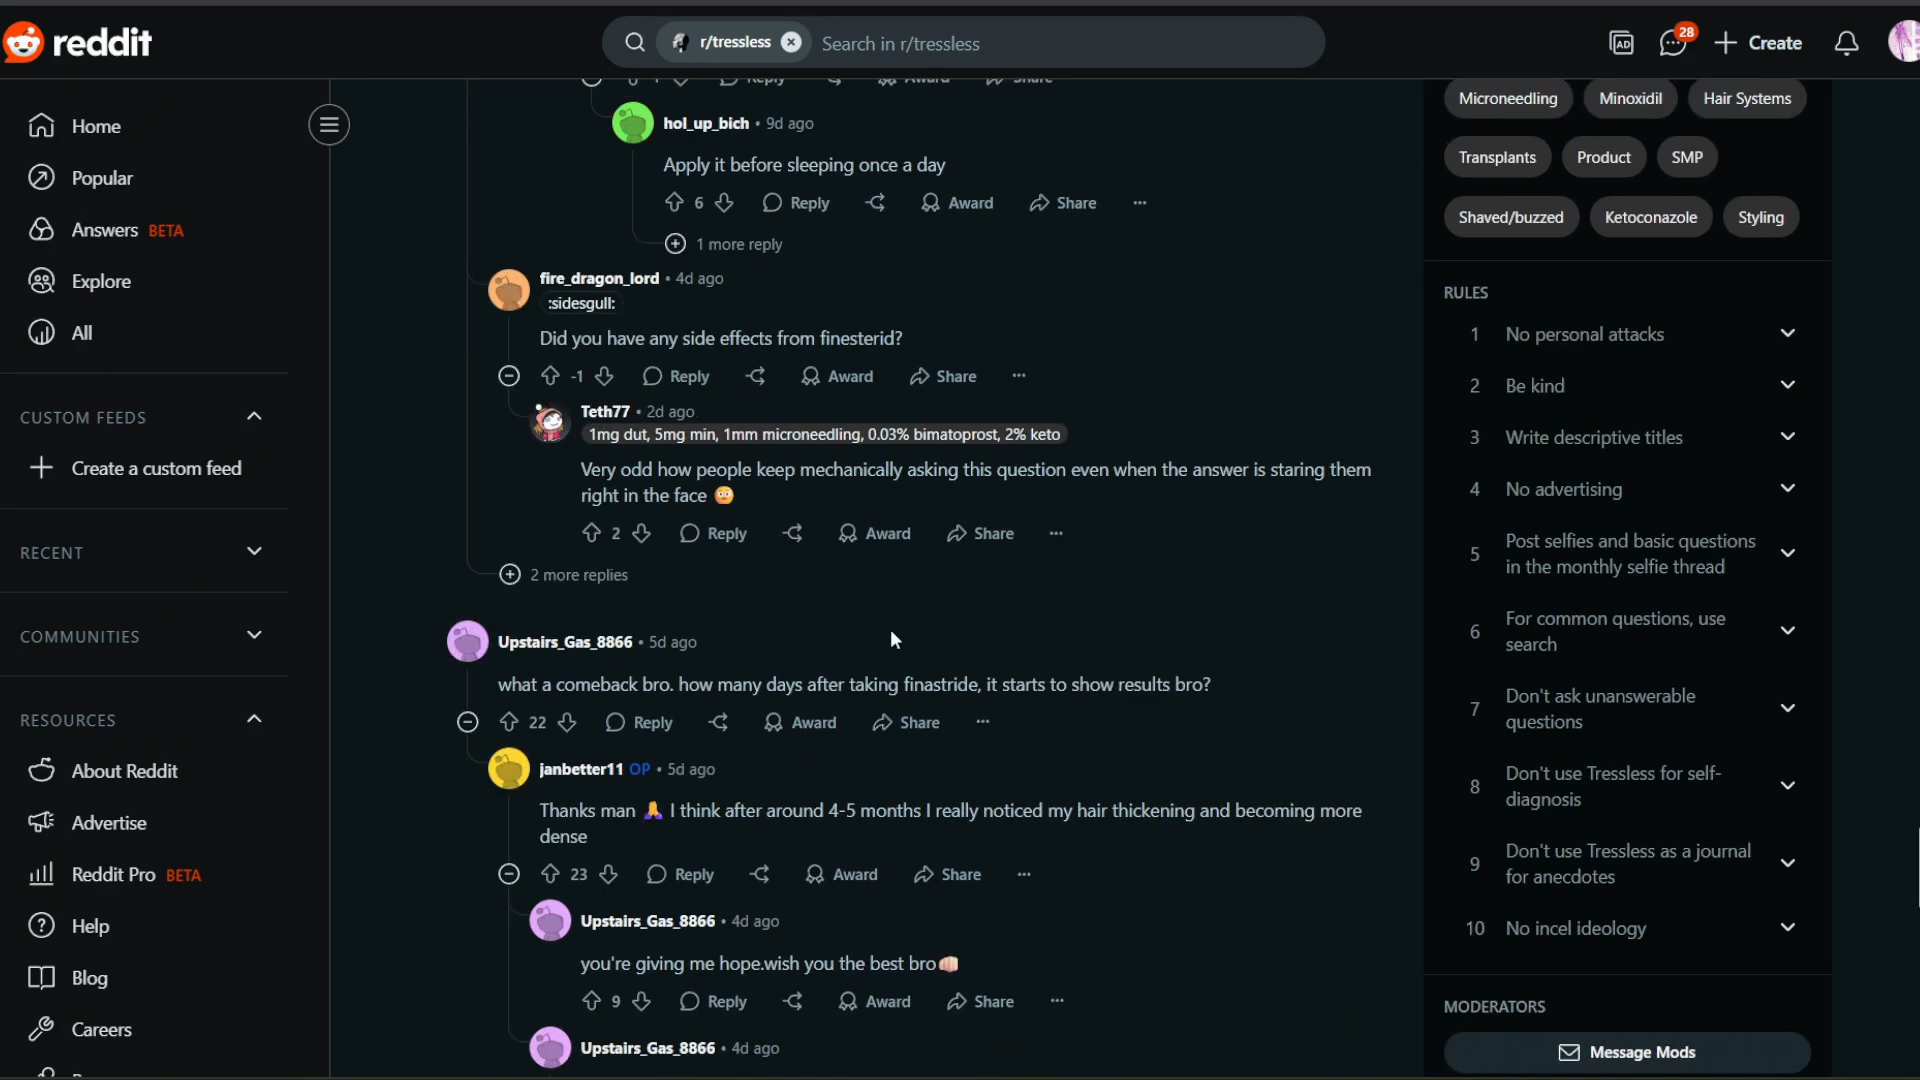 reddit
r/tressless
Search in r/tressless
28
Create
Home
Popular
Answers BETA
Explore
All
CUSTOM FEEDS
Create a custom feed
RECENT
COMMUNITIES
RESOURCES
About Reddit
Advertise
Reddit Pro BETA
Help
Blog
Careers
Reply Award Share
hol_up_bich • 9d ago
Apply it before sleeping once a day
6 Reply Award Share
1 more reply
fire_dragon_lord • 4d ago
:sidesgull:
Did you have any side effects from finesterid?
-1 Reply Award Share
Teth77 • 2d ago
1mg dut, 5mg min, 1mm microneedling, 0.03% bimatoprost, 2% keto
Very odd how people keep mechanically asking this question even when the answer is staring them
right in the face 😳
2 Reply Award Share
2 more replies
Upstairs_Gas_8866 • 5d ago
what a comeback bro. how many days after taking finastride, it starts to show results bro?
22 Reply Award Share
janbetter11 OP • 5d ago
Thanks man 🙏 I think after around 4-5 months I really noticed my hair thickening and becoming more
dense
23 Reply Award Share
Upstairs_Gas_8866 • 4d ago
you're giving me hope.wish you the best bro👊🏻
9 Reply Award Share
Upstairs_Gas_8866 • 4d ago
Microneedling Minoxidil Hair Systems
Transplants Product SMP
Shaved/buzzed Ketoconazole Styling
RULES
1 No personal attacks
2 Be kind
3 Write descriptive titles
4 No advertising
5 Post selfies and basic questions
in the monthly selfie thread
6 For common questions, use
search
7 Don't ask unanswerable
questions
8 Don't use Tressless for self-
diagnosis
9 Don't use Tressless as a journal
for anecdotes
10 No incel ideology
MODERATORS
Message Mods